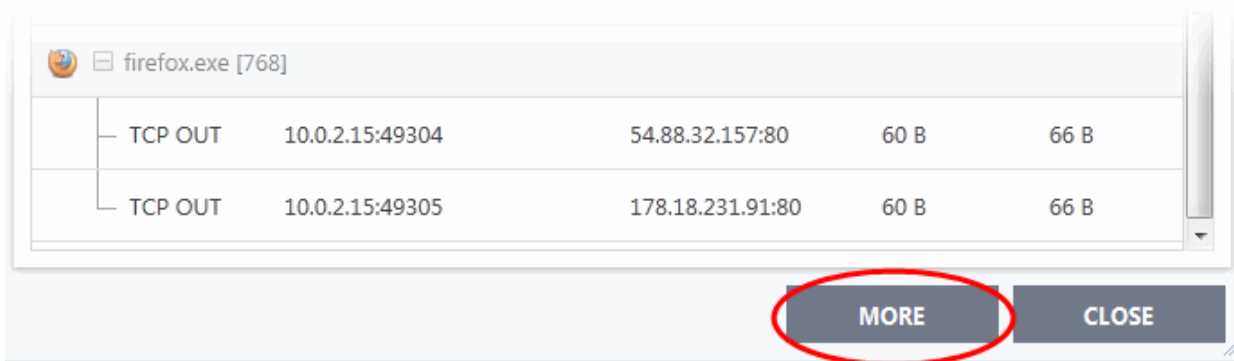 firefox.exe [768]
TCP OUT 10.0.2.15:49304 54.88.32.157:80 60 B 66 B
TCP OUT 10.0.2.15:49305 178.18.231.91:80 60 B 66 B
MORE CLOSE